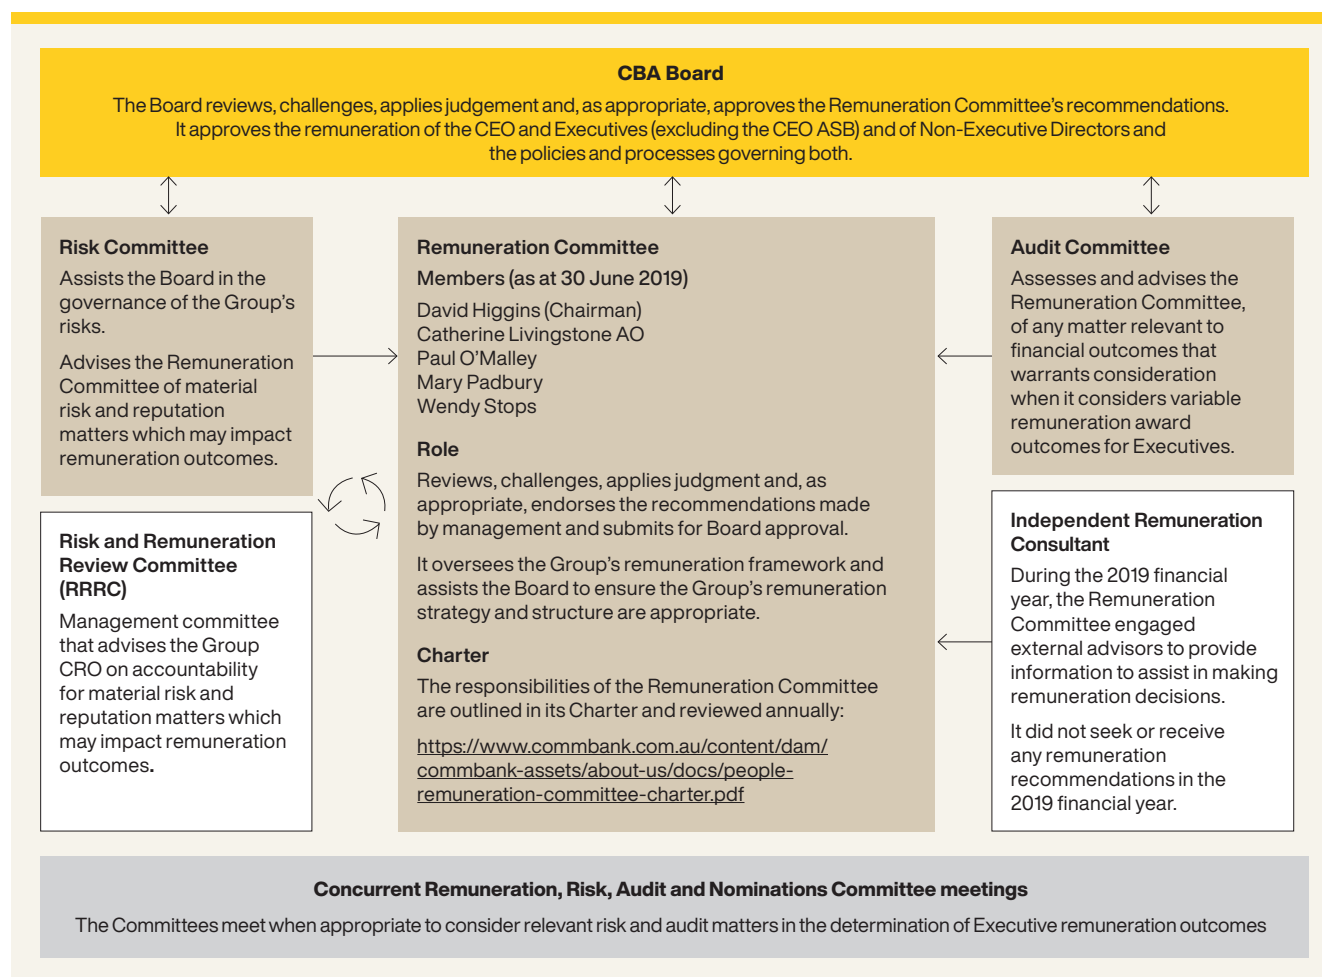 CBA Board
The Board reviews, challenges, applies judgement and, as appropriate, approves the Remuneration Committee's recommendations.
It approves the remuneration of the CEO and Executives (excluding the CEO ASB) and of Non-Executive Directors and
the policies and processes governing both.
Risk Committee
Assists the Board in the
governance of the Group's
risks.
Advises the Remuneration
Committee of material
risk and reputation
matters which may impact
remuneration outcomes.
Risk and Remuneration
Review Committee
(RRRC)
Management committee
that advises the Group
CRO on accountability
for material risk and
reputation matters which
may impact remuneration
outcomes.
Remuneration Committee
Members (as at 30 June 2019)
David Higgins (Chairman)
Catherine Livingstone AO
Paul O'Malley
Mary Padbury
Wendy Stops
Role
Reviews, challenges, applies judgment and, as
appropriate, endorses the recommendations made
by management and submits for Board approval.
It oversees the Group's remuneration framework and
assists the Board to ensure the Group's remuneration
strategy and structure are appropriate.
Charter
The responsibilities of the Remuneration Committee
are outlined in its Charter and reviewed annually:
https://www.commbank.com.au/content/dam/
commbank-assets/about-us/docs/people-
remuneration-committee-charter.pdf
Audit Committee
Assesses and advises the
Remuneration Committee,
of any matter relevant to
financial outcomes that
warrants consideration
when it considers variable
remuneration award
outcomes for Executives.
Independent Remuneration
Consultant
During the 2019 financial
year, the Remuneration
Committee engaged
external advisors to provide
information to assist in making
remuneration decisions.
It did not seek or receive
any remuneration
recommendations in the
2019 financial year.
Concurrent Remuneration, Risk, Audit and Nominations Committee meetings
The Committees meet when appropriate to consider relevant risk and audit matters in the determination of Executive remuneration outcomes